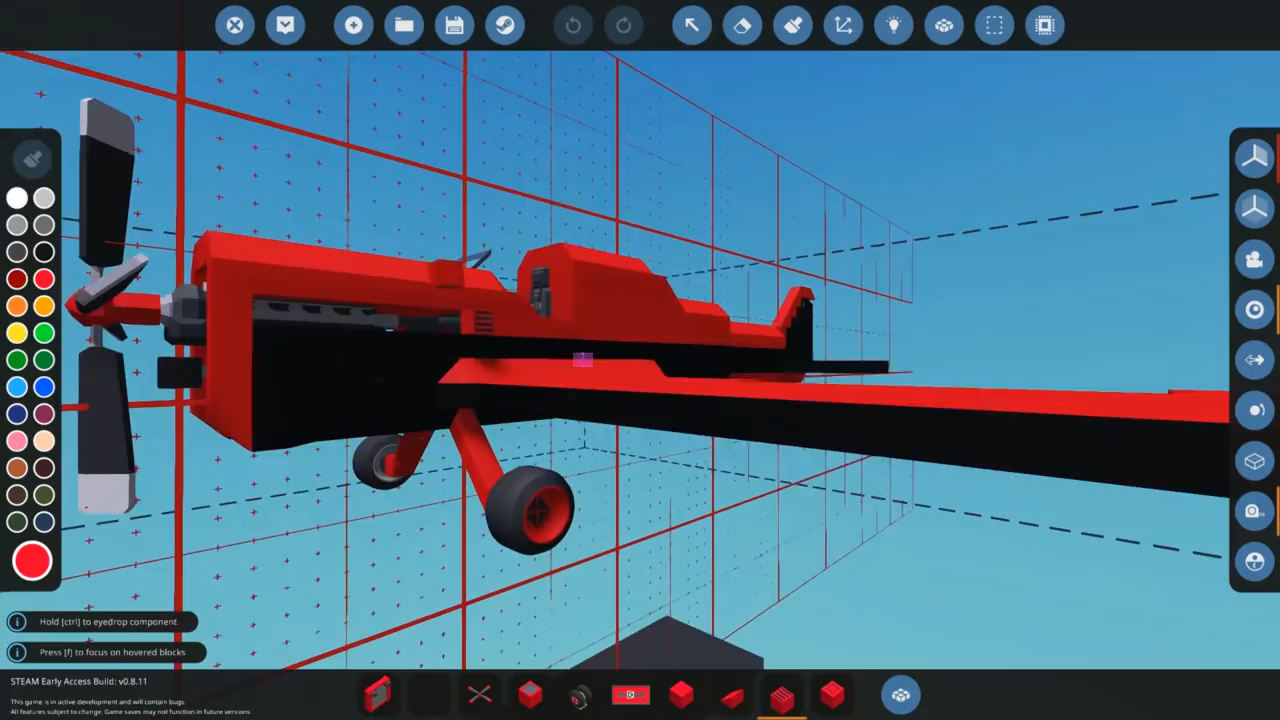 Hold [ctrl] to eyedrop component
Press [f] to focus on hovered blocks
STEAM Early Access Build: v0.8.11
This game is in active development and will contain bugs.
All features subject to change. Game saves may not function in future versions.